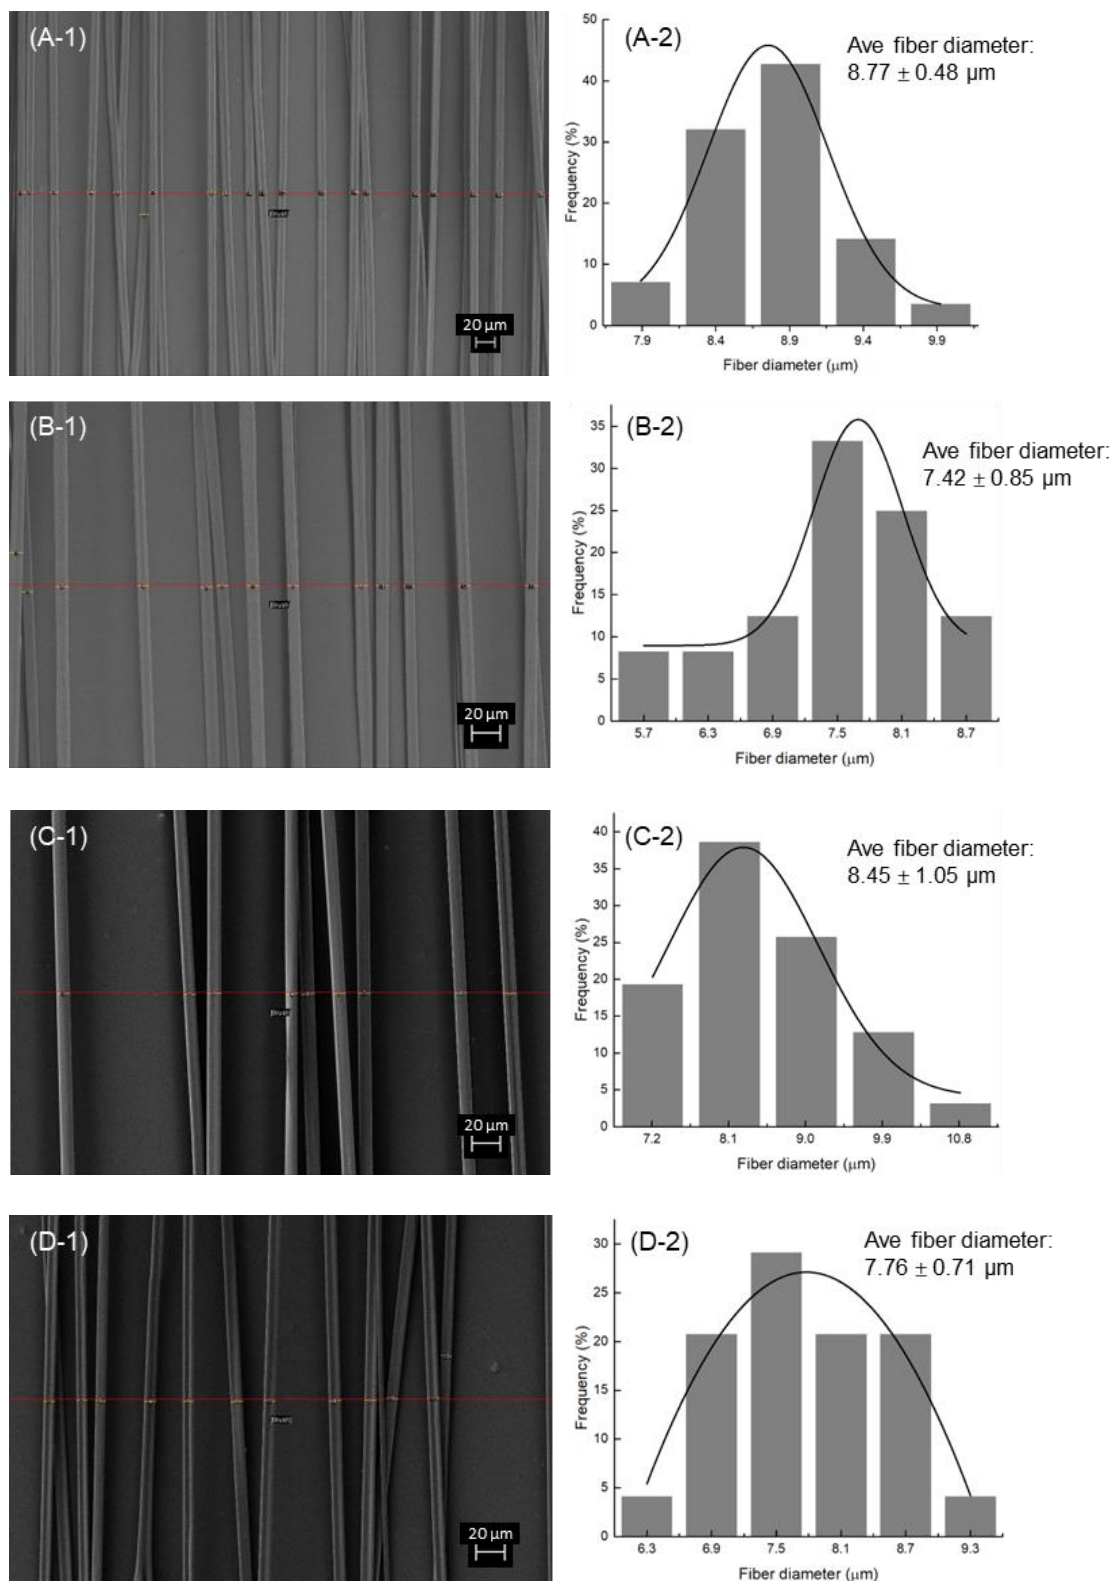 (A-1)
20 µm
(A-2)
Ave fiber diameter:
8.77 ± 0.48 µm
50
40
30
20
10
0
Frequency (%)
7.9 8.4 8.9 9.4 9.9
Fiber diameter (µm)
(B-1)
20 µm
(B-2)
Ave fiber diameter:
7.42 ± 0.85 µm
35
30
25
20
15
10
5
0
Frequency (%)
5.7 6.3 6.9 7.5 8.1 8.7
Fiber diameter (µm)
(C-1)
20 µm
(C-2)
Ave fiber diameter:
8.45 ± 1.05 µm
40
35
30
25
20
15
10
5
0
Frequency (%)
7.2 8.1 9.0 9.9 10.8
Fiber diameter (µm)
(D-1)
20 µm
(D-2)
Ave fiber diameter:
7.76 ± 0.71 µm
30
25
20
15
10
5
0
Frequency (%)
6.3 6.9 7.5 8.1 8.7 9.3
Fiber diameter (µm)